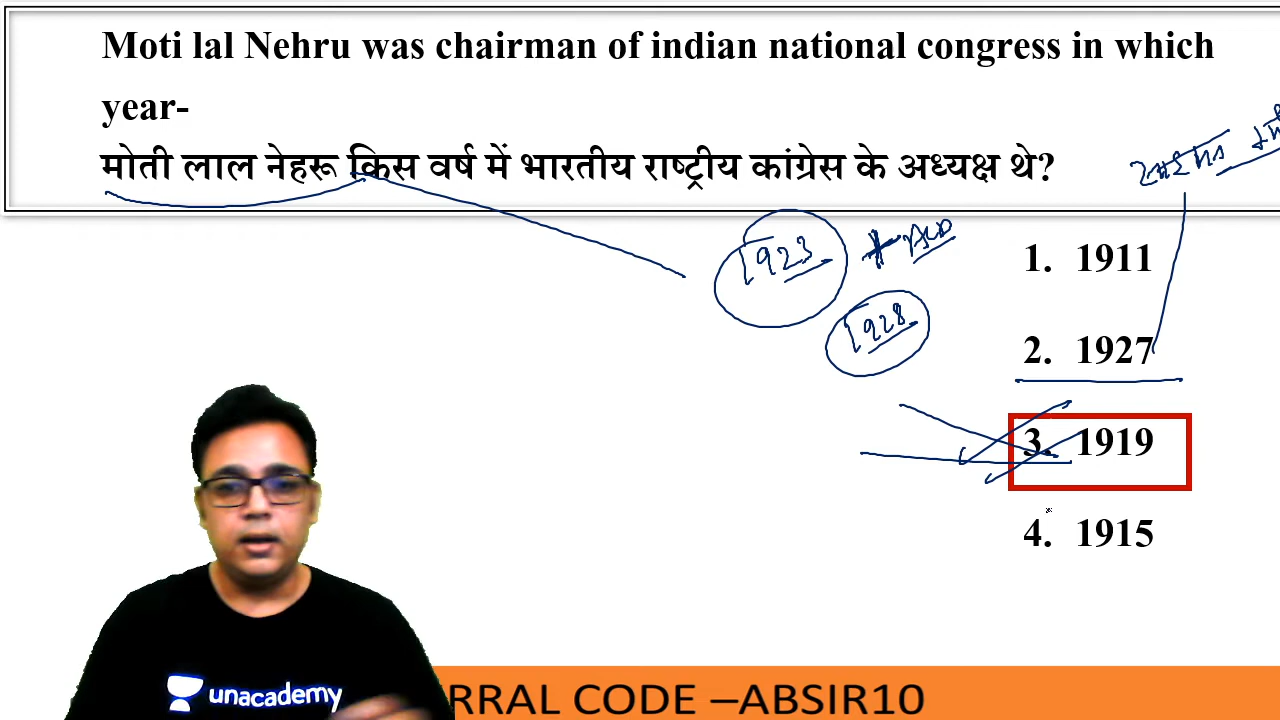 Moti lal Nehru was chairman of indian national congress in which
year-
मोती लाल नेहरू किस वर्ष में भारतीय राष्ट्रीय कांग्रेस के अध्यक्ष थे?
1923
1928
1. 1911
2. 1927
3. 1919
4. 1915
unacademy
RRAL CODE –ABSIR10